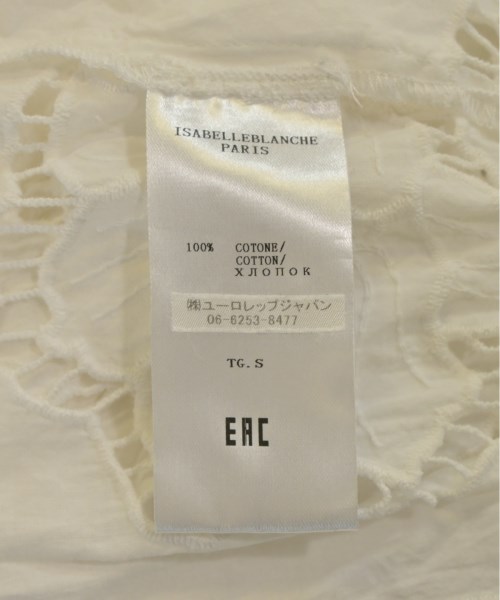 ISABELLEBLANCHE
PARIS
100% COTONE/
COTTON/
ХЛОПОК
㈱ユーロレップジャパン
06-6253-8477
TG. S
EAC